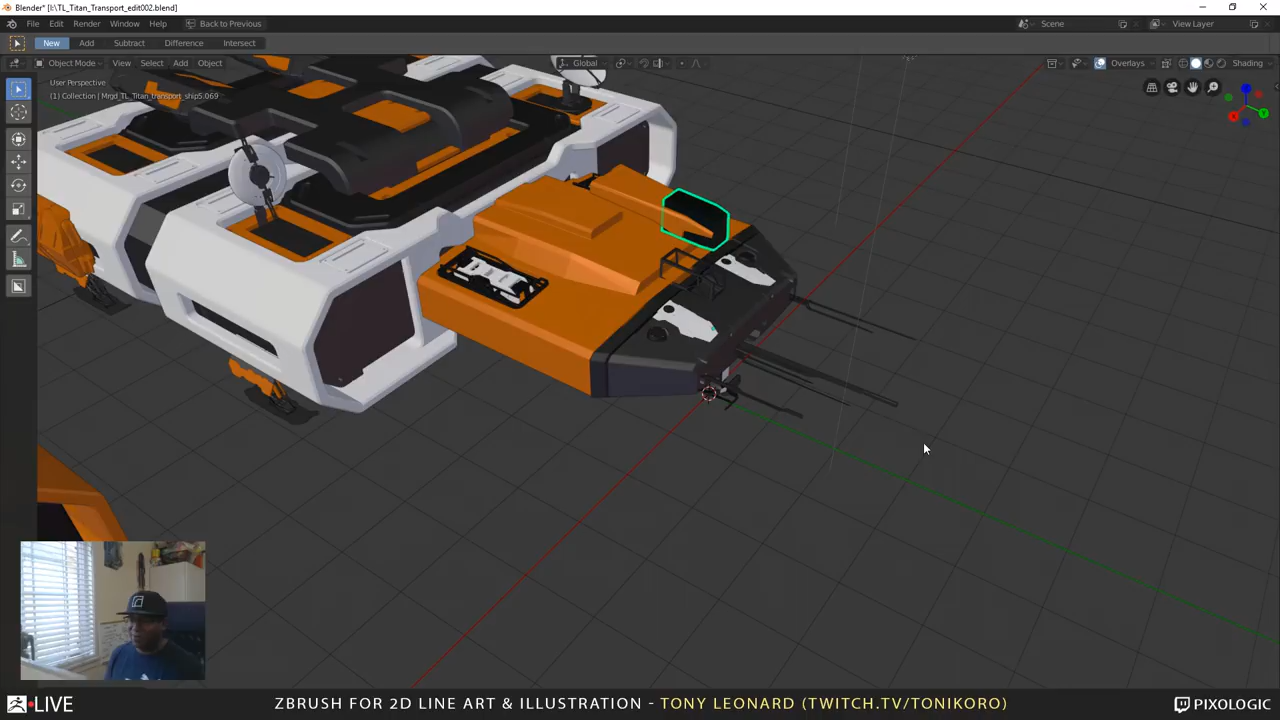 Blender* [I:\TL_Titan_Transport_edit002.blend]
File Edit Render Window Help Back to Previous Scene View Layer
New Add Subtract Difference Intersect
Object Mode View Select Add Object Global Overlays Shading
User Perspective
(1) Collection | Mrgd_TL_Titan_transport_ship5.069
LIVE ZBRUSH FOR 2D LINE ART & ILLUSTRATION - TONY LEONARD (TWITCH.TV/TONIKORO) PIXOLOGIC